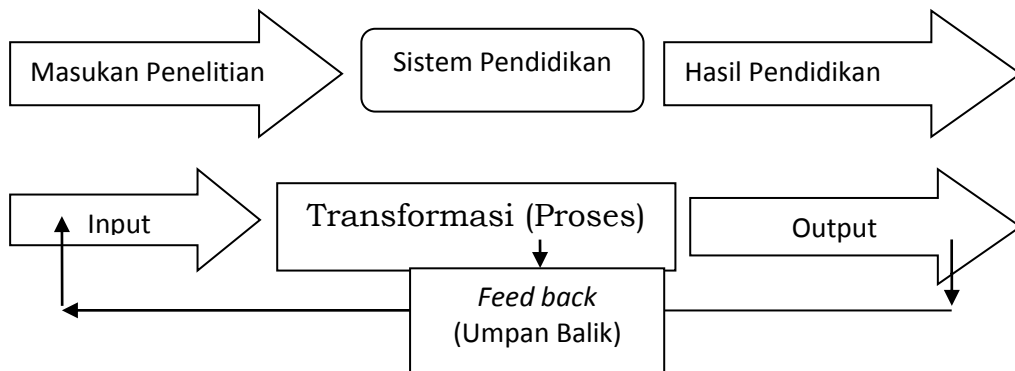 Masukan Penelitian
Sistem Pendidikan
Hasil Pendidikan
Input
Transformasi (Proses)
Output
Feed back
(Umpan Balik)